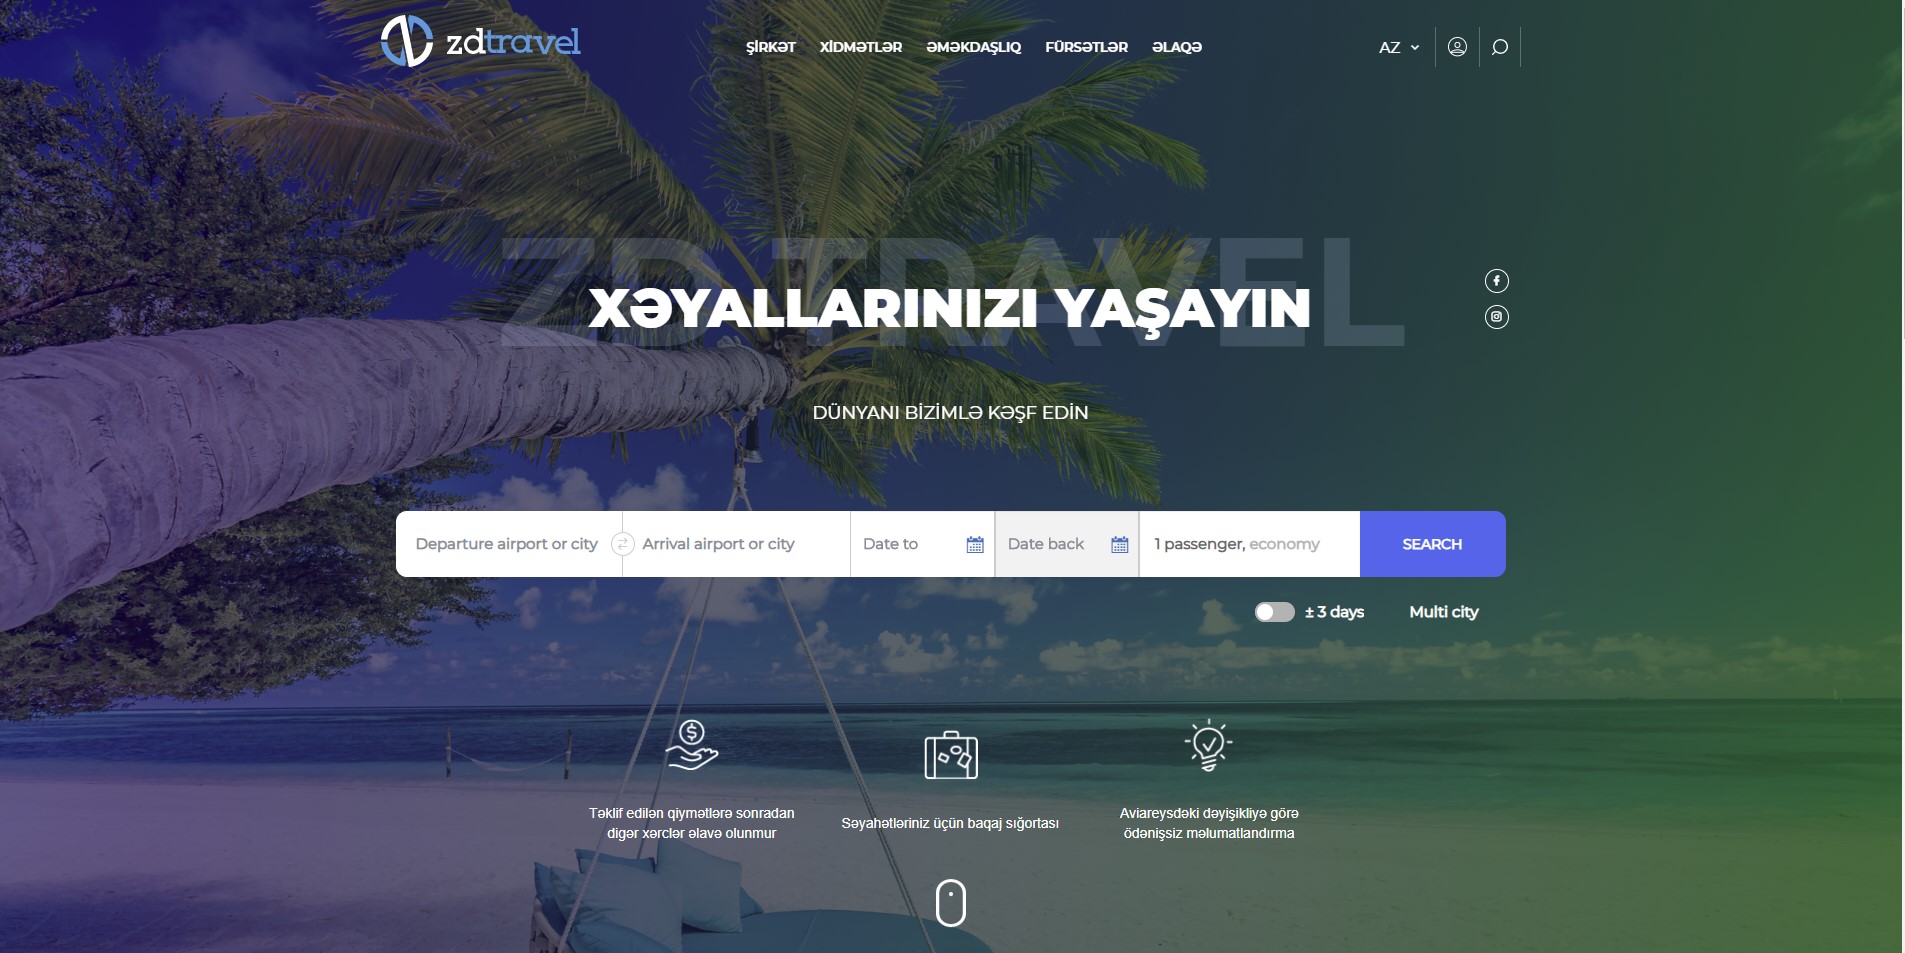 zdtravel
ŞİRKƏT XİDMƏTLƏR ƏMƏKDAŞLIQ FÜRSƏTLƏR ƏLAQƏ
AZ
ZD TRAVEL
XƏYALLARINIZI YAŞAYIN
DÜNYANI BİZİMLƏ KƏŞF EDİN
Departure airport or city Arrival airport or city Date to Date back 1 passenger, economy SEARCH
± 3 days Multi city
Təklif edilən qiymətlərə sonradan
digər xərclər əlavə olunmur
Səyahətləriniz üçün baqaj sığortası
Aviareysdəki dəyişikliyə görə
ödənişsiz məlumatlandırma